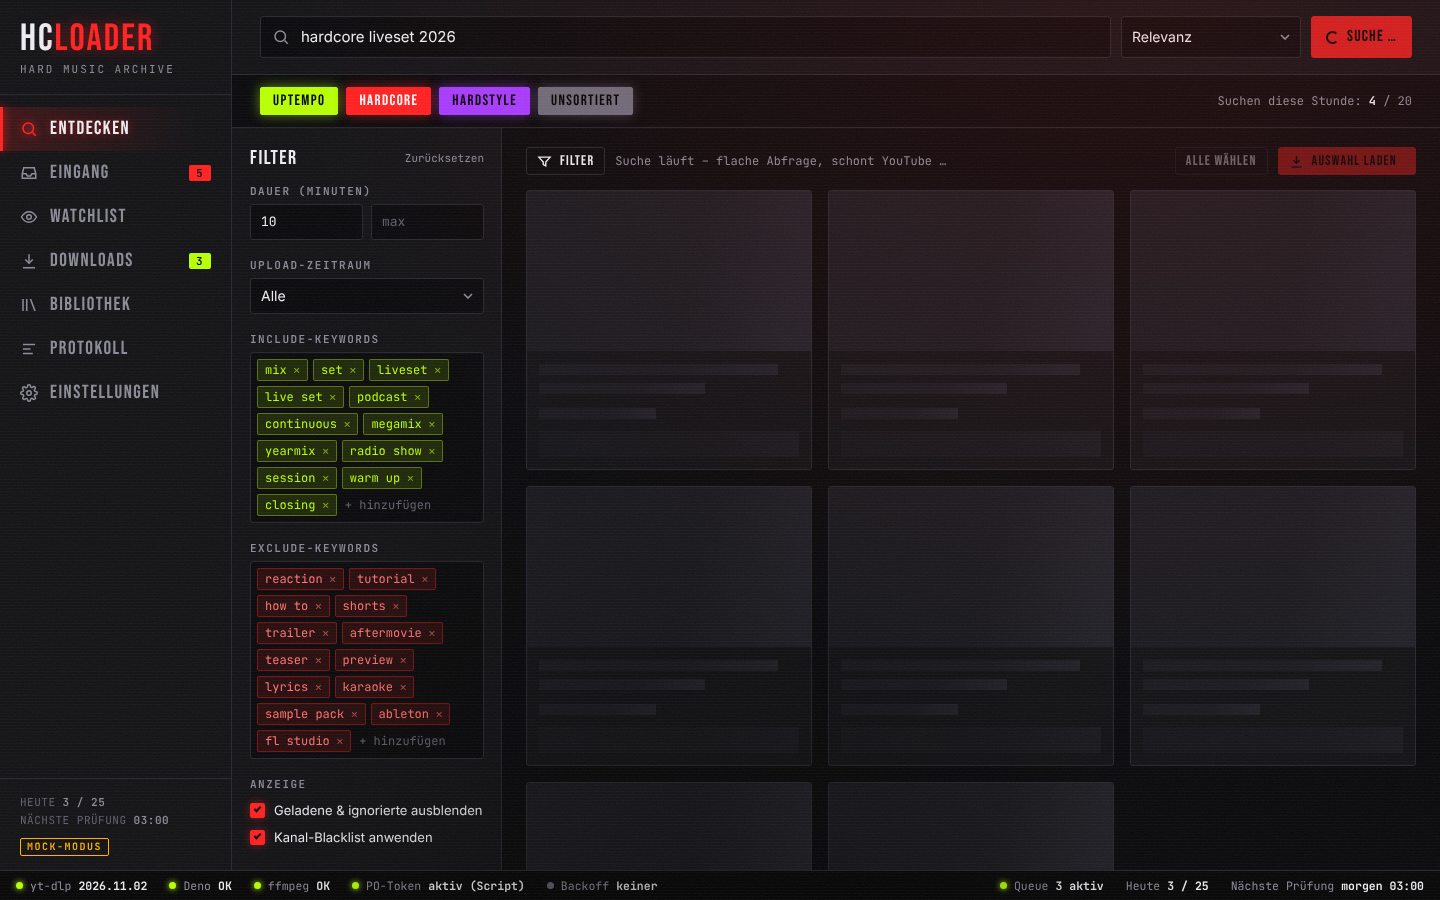 HCLOADER
HARD MUSIC ARCHIVE
ENTDECKEN
EINGANG 5
WATCHLIST
DOWNLOADS 3
BIBLIOTHEK
PROTOKOLL
EINSTELLUNGEN
HEUTE 3 / 25
NÄCHSTE PRÜFUNG 03:00
MOCK-MODUS
hardcore liveset 2026 Relevanz SUCHE …
UPTEMPO HARDCORE HARDSTYLE UNSORTIERT Suchen diese Stunde: 4 / 20
FILTER Zurücksetzen
DAUER (MINUTEN)
10 max
UPLOAD-ZEITRAUM
Alle
INCLUDE-KEYWORDS
mix × set × liveset ×
live set × podcast ×
continuous × megamix ×
yearmix × radio show ×
session × warm up ×
closing × + hinzufügen
EXCLUDE-KEYWORDS
reaction × tutorial ×
how to × shorts ×
trailer × aftermovie ×
teaser × preview ×
lyrics × karaoke ×
sample pack × ableton ×
fl studio × + hinzufügen
ANZEIGE
Geladene & ignorierte ausblenden
Kanal-Blacklist anwenden
FILTER Suche läuft – flache Abfrage, schont YouTube … ALLE WÄHLEN AUSWAHL LADEN
yt-dlp 2026.11.02 Deno OK ffmpeg OK PO-Token aktiv (Script) Backoff keiner Queue 3 aktiv Heute 3 / 25 Nächste Prüfung morgen 03:00